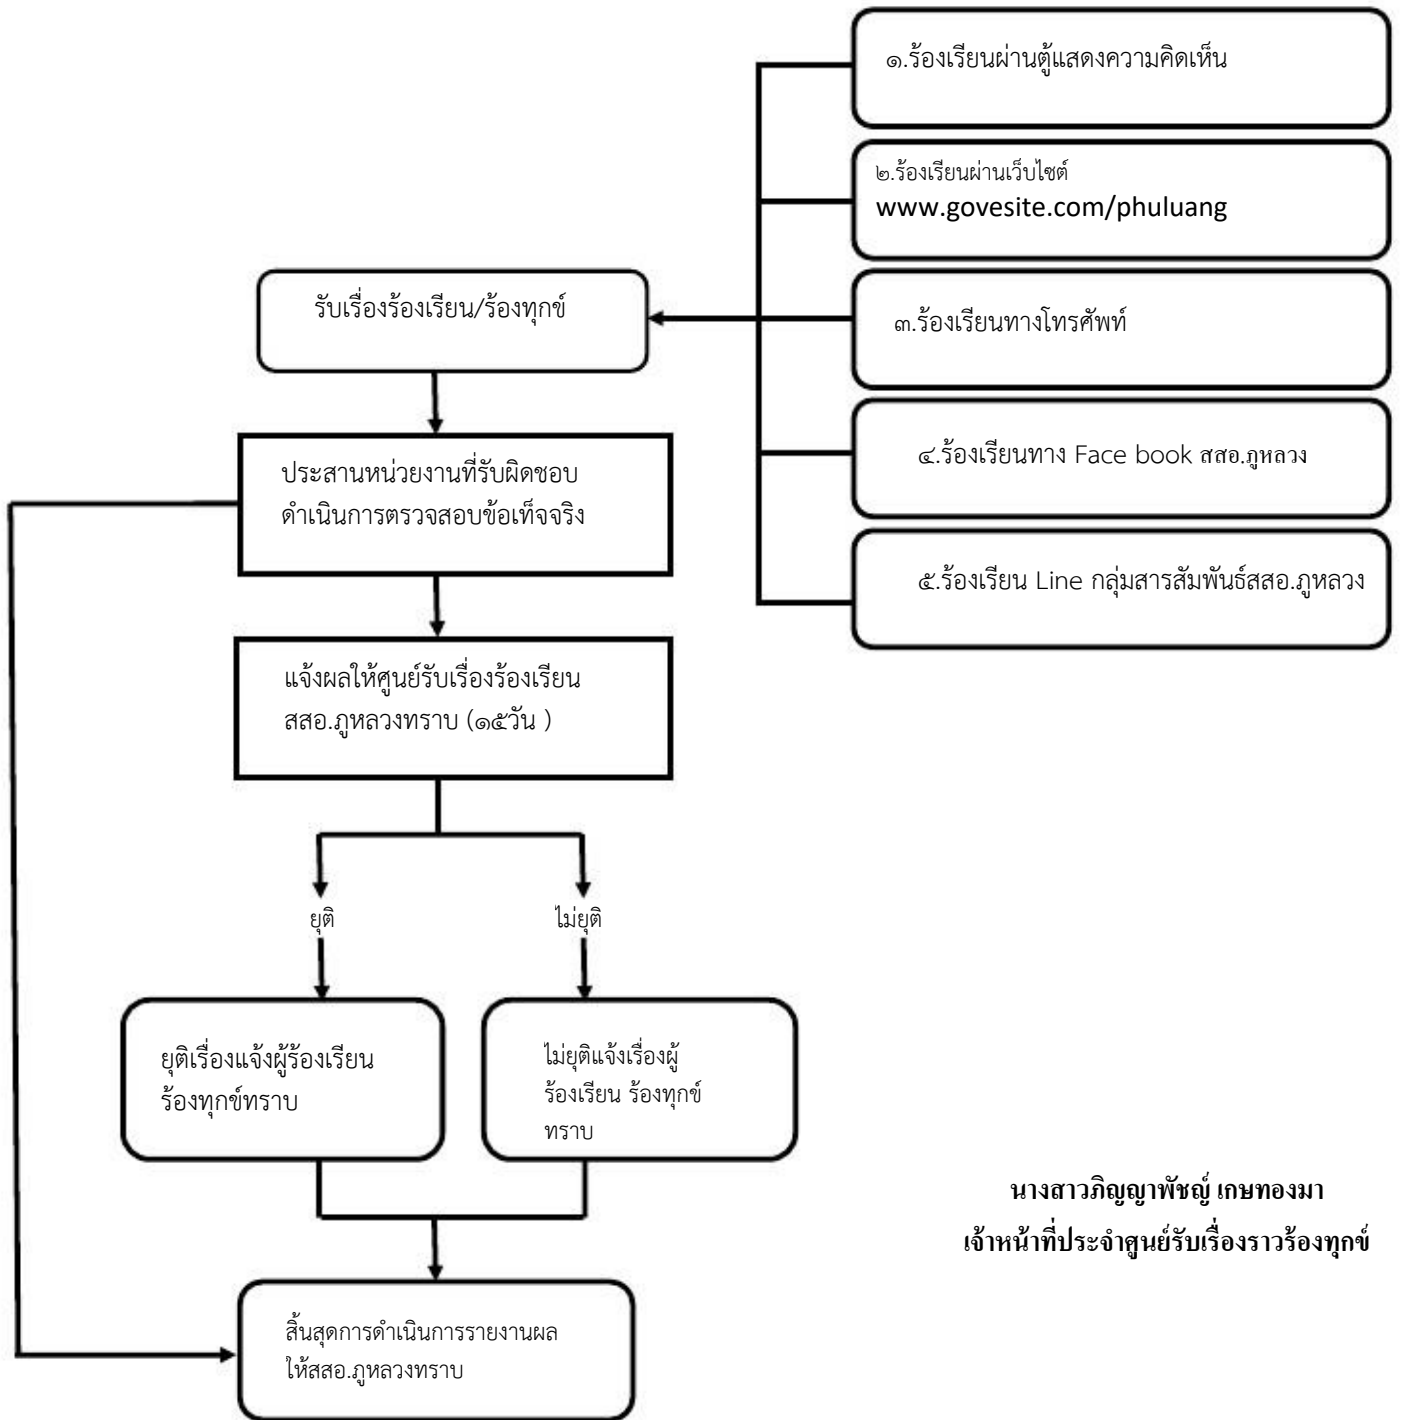 ๑.ร้องเรียนผ่านตู้แสดงความคิดเห็น
๒.ร้องเรียนผ่านเว็บไซต์
www.govesite.com/phuluang
รับเรื่องร้องเรียน/ร้องทุกข์
๓.ร้องเรียนทางโทรศัพท์
๔.ร้องเรียนทาง Face book สสอ.ภูหลวง
๕.ร้องเรียน Line กลุ่มสารสัมพันธ์สสอ.ภูหลวง
ประสานหน่วยงานที่รับผิดชอบ
ดำเนินการตรวจสอบข้อเท็จจริง
แจ้งผลให้ศูนย์รับเรื่องร้องเรียน
สสอ.ภูหลวงทราบ (๑๕วัน )
ยุติ
ไม่ยุติ
ยุติเรื่องแจ้งผู้ร้องเรียน
ร้องทุกข์ทราบ
ไม่ยุติแจ้งเรื่องผู้
ร้องเรียน ร้องทุกข์
ทราบ
นางสาวภิญญาพัชญ์ เกษทองมา
เจ้าหน้าที่ประจำศูนย์รับเรื่องราวร้องทุกข์
สิ้นสุดการดำเนินการรายงานผล
ให้สสอ.ภูหลวงทราบ